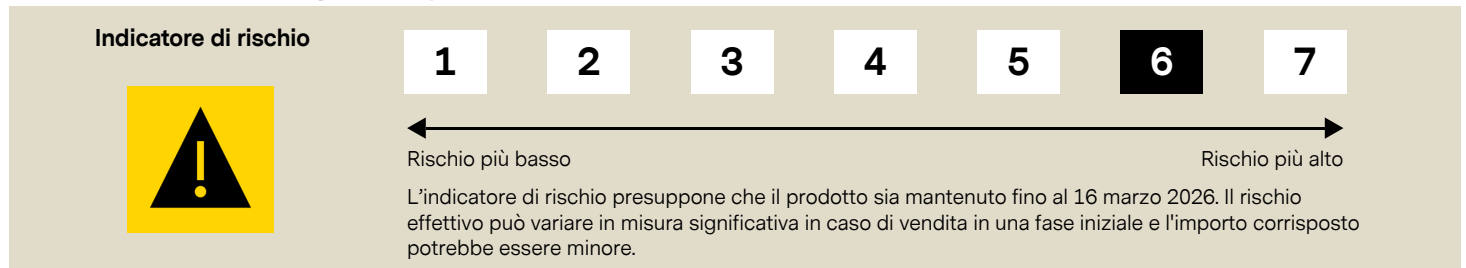 Indicatore di rischio
1 2 3 4 5 6 7
Rischio più basso Rischio più alto
L’indicatore di rischio presuppone che il prodotto sia mantenuto fino al 16 marzo 2026. Il rischio
effettivo può variare in misura significativa in caso di vendita in una fase iniziale e l'importo corrisposto
potrebbe essere minore.